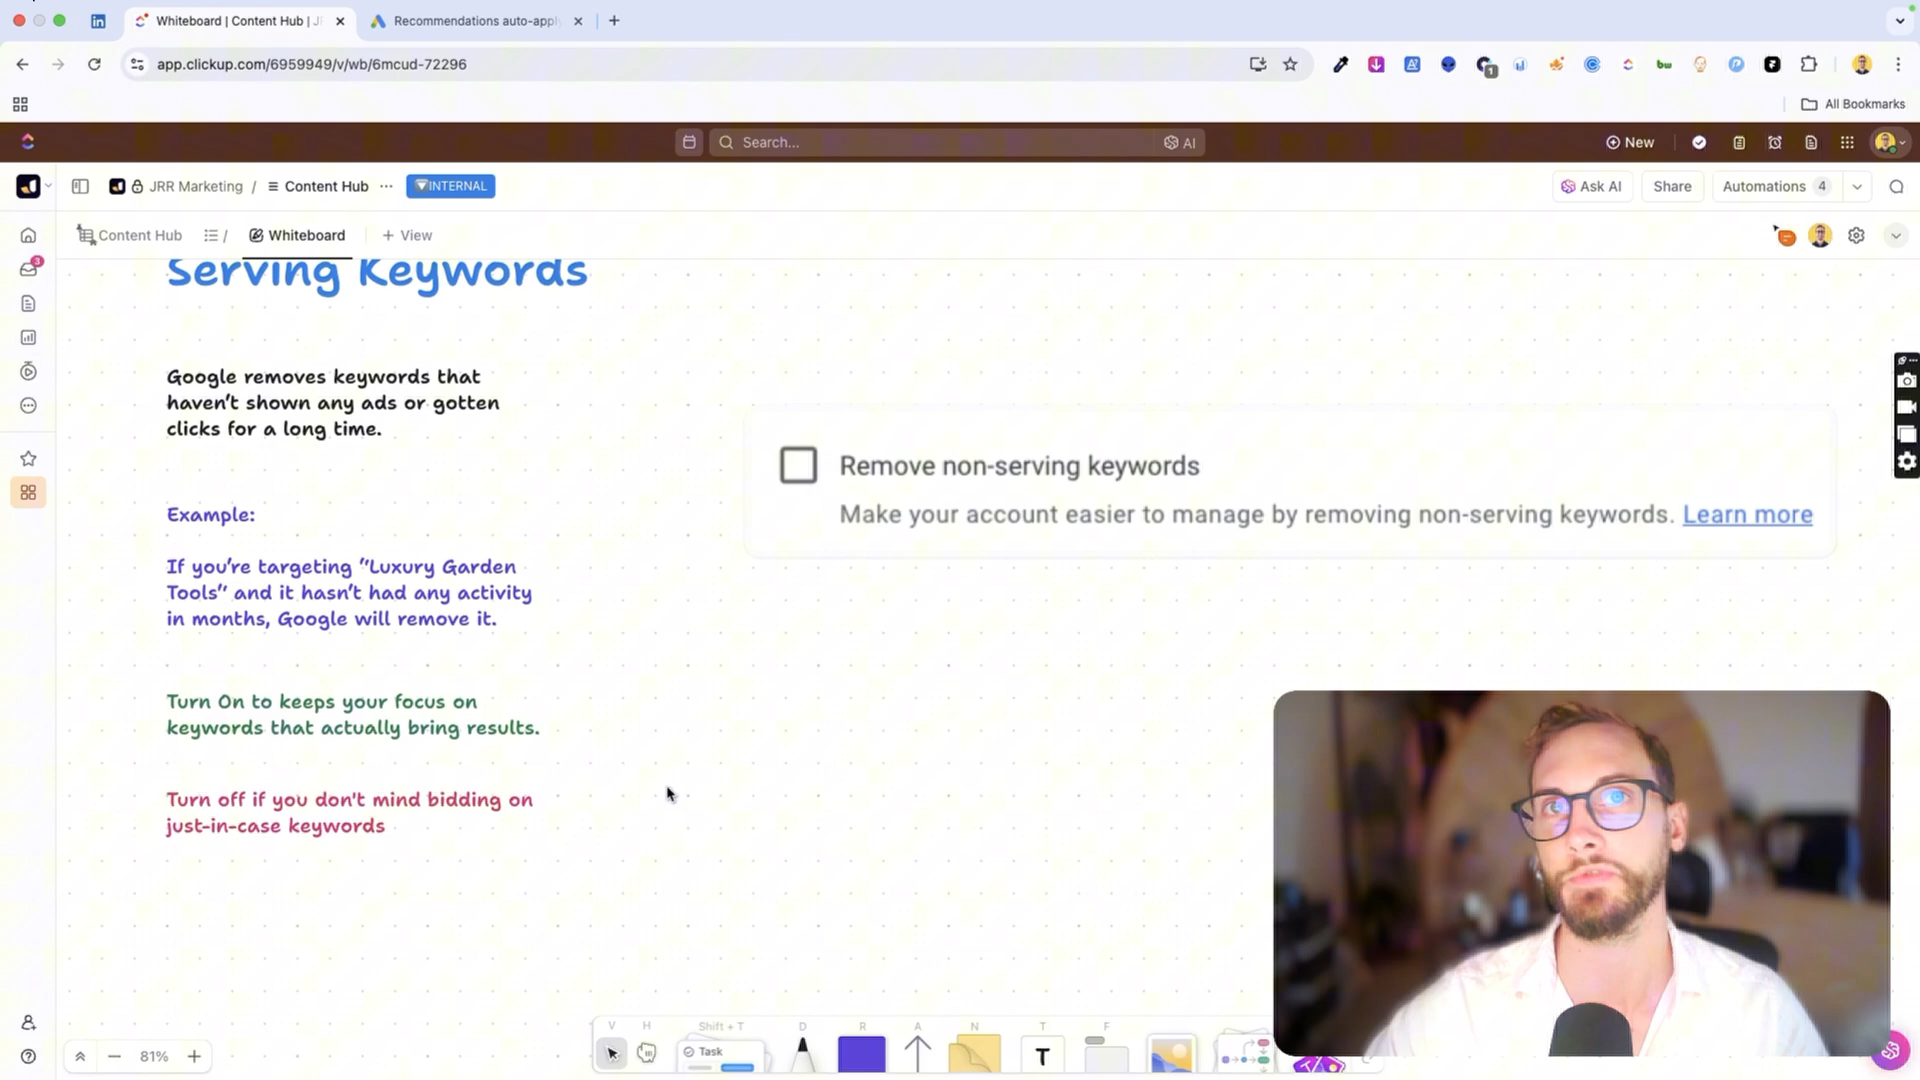 Whiteboard | Content Hub | J
Recommendations auto-apply
app.clickup.com/6959949/v/wb/6mcud-72296
1
bw
All Bookmarks
Search...
AI
New
JRR Marketing / Content Hub
INTERNAL
Ask AI
Share
Automations 4
Content Hub
/
Whiteboard
+ View
3
Serving Keywords
Google removes keywords that
haven't shown any ads or gotten
clicks for a long time.
Remove non-serving keywords
Make your account easier to manage by removing non-serving keywords. Learn more
Example:
If you're targeting "Luxury Garden
Tools" and it hasn't had any activity
in months, Google will remove it.
Turn On to keeps your focus on
keywords that actually bring results.
Turn off if you don't mind bidding on
just-in-case keywords
V
H
Shift + T
D
R
A
N
T
F
Task
T
81%